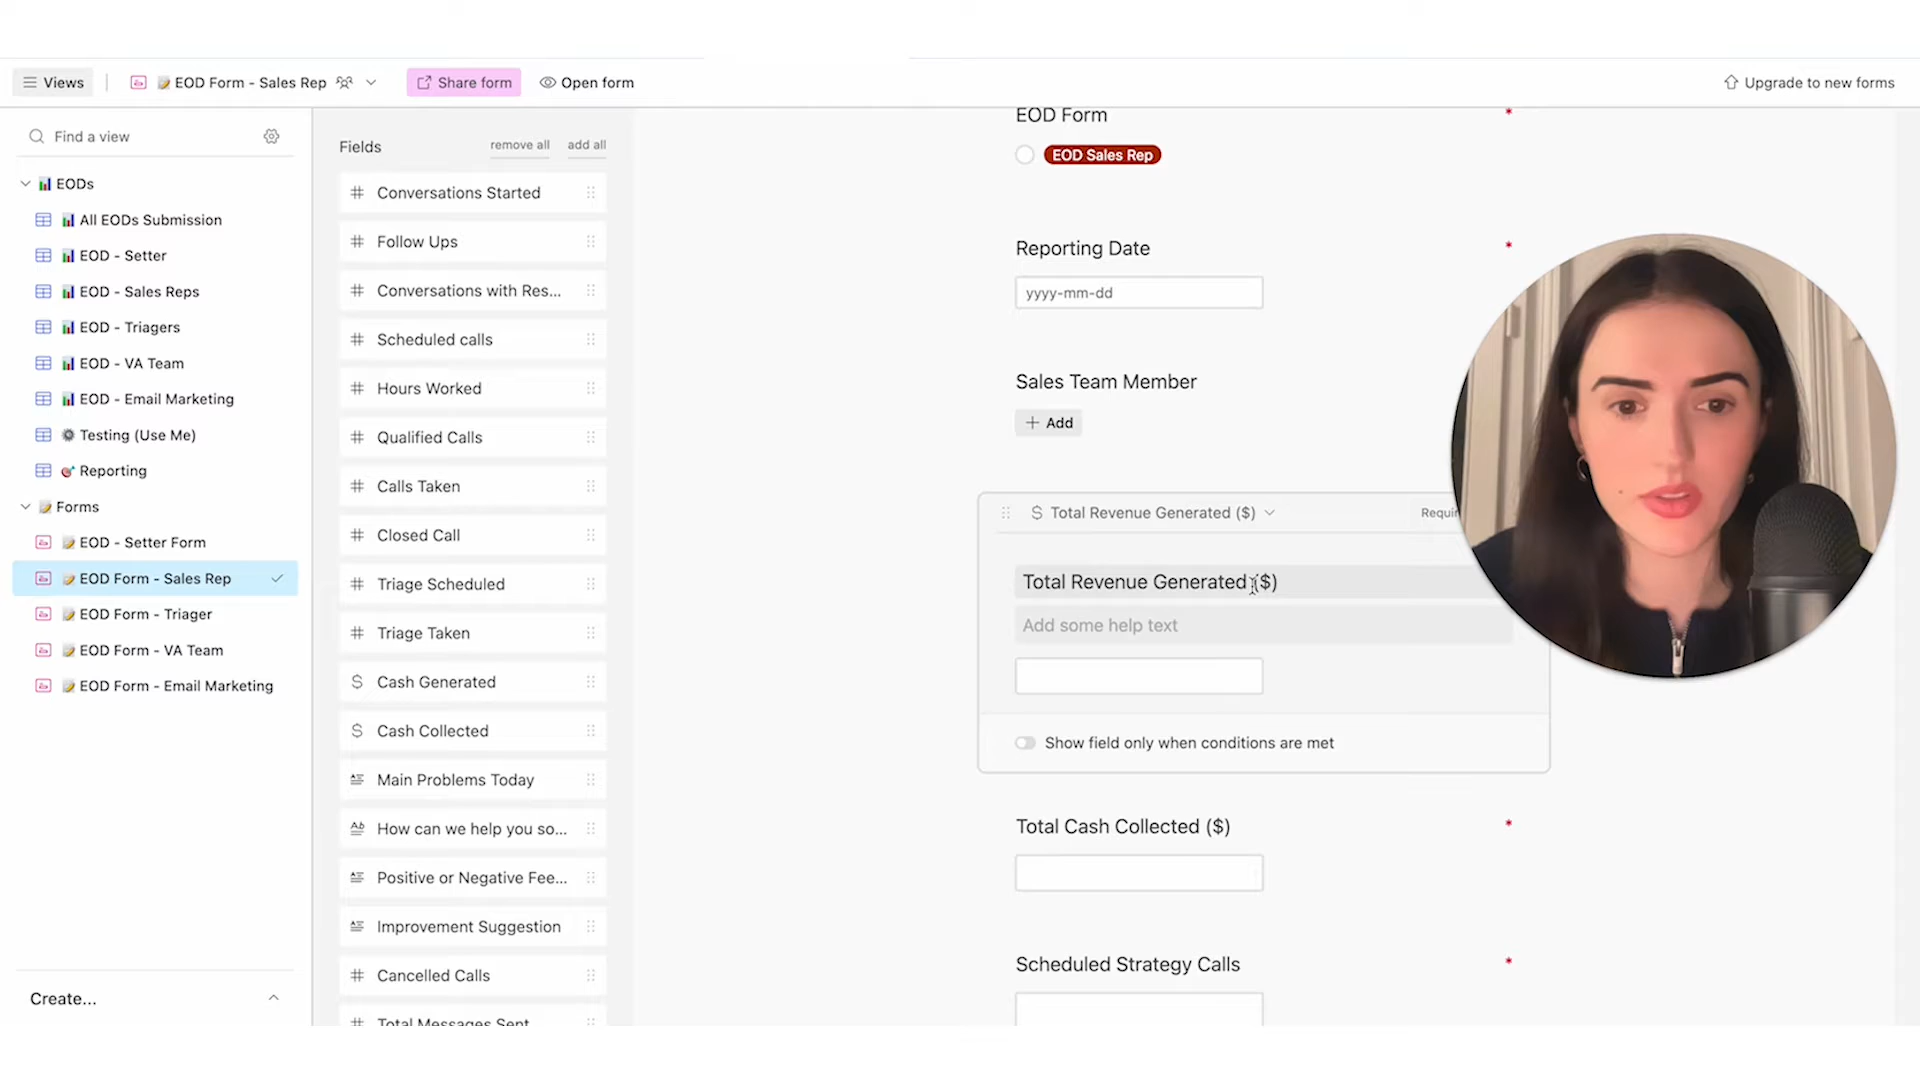 Views
EOD Form - Sales Rep
Share form
Open form
Upgrade to new forms
Find a view
EODs
All EODs Submission
EOD - Setter
EOD - Sales Reps
EOD - Triagers
EOD - VA Team
EOD - Email Marketing
Testing (Use Me)
Reporting
Forms
EOD - Setter Form
EOD Form - Sales Rep
EOD Form - Triager
EOD Form - VA Team
EOD Form - Email Marketing
Create...
Fields
remove all
add all
Conversations Started
Follow Ups
Conversations with Res...
Scheduled calls
Hours Worked
Qualified Calls
Calls Taken
Closed Call
Triage Scheduled
Triage Taken
Cash Generated
Cash Collected
Main Problems Today
How can we help you so...
Positive or Negative Fee...
Improvement Suggestion
Cancelled Calls
Total Messages Sent
EOD Form *
EOD Sales Rep
Reporting Date *
yyyy-mm-dd
Sales Team Member
+ Add
$ Total Revenue Generated ($)
Requir
Total Revenue Generated ($)
Add some help text
Show field only when conditions are met
Total Cash Collected ($) *
Scheduled Strategy Calls *